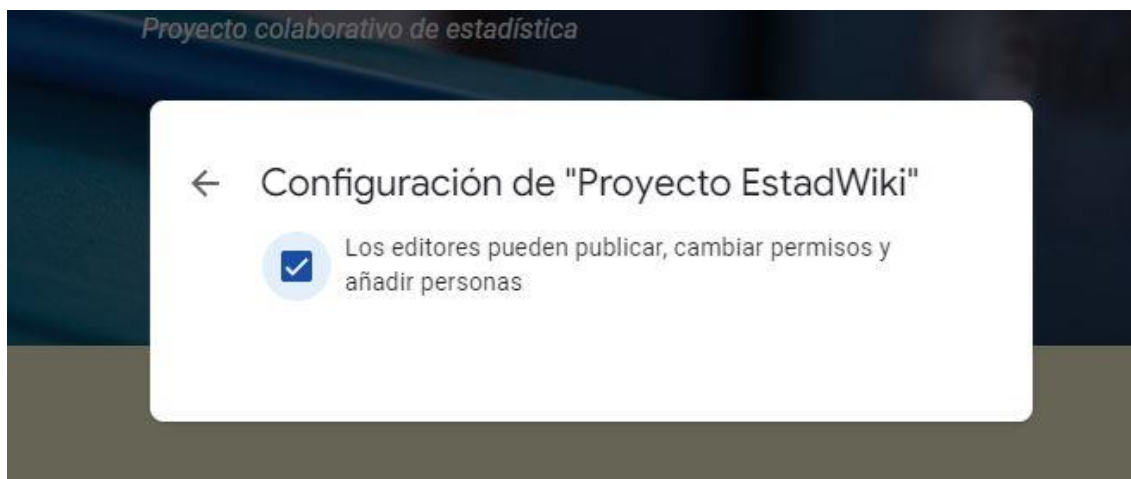 Proyecto colaborativo de estadística
Configuración de "Proyecto EstadWiki"
Los editores pueden publicar, cambiar permisos y
añadir personas